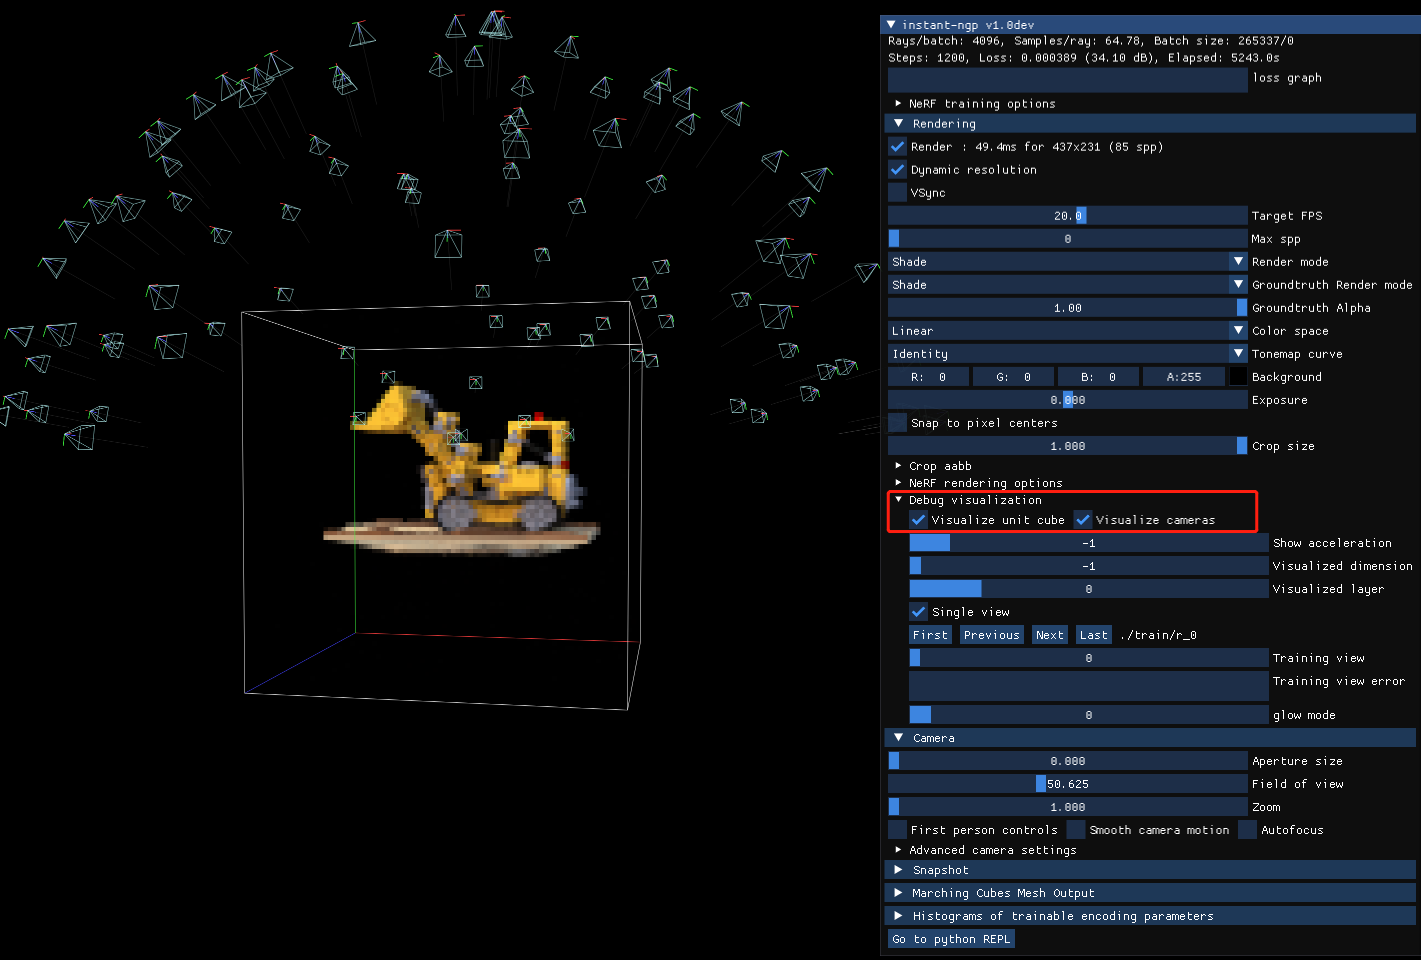 instant-ngp v1.0dev
Rays/batch: 4096, Samples/ray: 64.78, Batch size: 265337/0
Steps: 1200, Loss: 0.000389 (34.10 dB), Elapsed: 5243.0s
loss graph
NeRF training options
Rendering
Render : 49.4ms for 437x231 (85 spp)
Dynamic resolution
VSync
20.0 Target FPS
0 Max spp
Shade Render mode
Shade Groundtruth Render mode
1.00 Groundtruth Alpha
Linear Color space
Identity Tonemap curve
R: 0 G: 0 B: 0 A:255 Background
0.000 Exposure
Snap to pixel centers
1.000 Crop size
Crop aabb
NeRF rendering options
Debug visualization
Visualize unit cube Visualize cameras
-1 Show acceleration
-1 Visualized dimension
0 Visualized layer
Single view
First Previous Next Last ./train/r_0
0 Training view
Training view error
0 glow mode
Camera
0.000 Aperture size
50.625 Field of view
1.000 Zoom
First person controls Smooth camera motion Autofocus
Advanced camera settings
Snapshot
Marching Cubes Mesh Output
Histograms of trainable encoding parameters
Go to python REPL